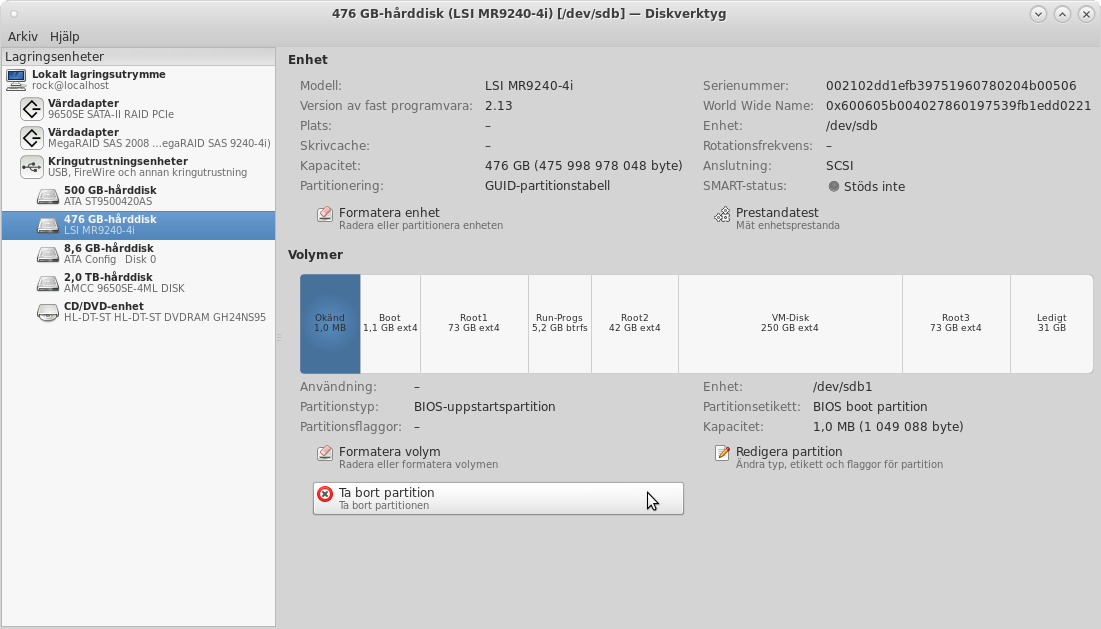 476 GB-hårddisk (LSI MR9240-4i) [/dev/sdb] — Diskverktyg
Arkiv Hjälp
Lagringsenheter
Lokalt lagringsutrymme
rock@localhost
Värdadapter
9650SE SATA-II RAID PCIe
Värdadapter
MegaRAID SAS 2008 ...egaRAID SAS 9240-4i)
Kringutrustningsenheter
USB, FireWire och annan kringutrustning
500 GB-hårddisk
ATA ST9500420AS
476 GB-hårddisk
LSI MR9240-4i
8,6 GB-hårddisk
ATA Config Disk 0
2,0 TB-hårddisk
AMCC 9650SE-4ML DISK
CD/DVD-enhet
HL-DT-ST HL-DT-ST DVDRAM GH24NS95
Enhet
Modell: LSI MR9240-4i Serienummer: 002102dd1efb39751960780204b00506
Version av fast programvara: 2.13 World Wide Name: 0x600605b004027860197539fb1edd0221
Plats: – Enhet: /dev/sdb
Skrivcache: – Rotationsfrekvens: –
Kapacitet: 476 GB (475 998 978 048 byte) Anslutning: SCSI
Partitionering: GUID-partitionstabell SMART-status: Stöds inte
Formatera enhet Prestandatest
Radera eller partitionera enheten Mät enhetsprestanda
Volymer
Okänd Boot Root1 Run-Progs Root2 VM-Disk Root3 Ledigt
1,0 MB 1,1 GB ext4 73 GB ext4 5,2 GB btrfs 42 GB ext4 250 GB ext4 73 GB ext4 31 GB
Användning: – Enhet: /dev/sdb1
Partitionstyp: BIOS-uppstartspartition Partitionsetikett: BIOS boot partition
Partitionsflaggor: – Kapacitet: 1,0 MB (1 049 088 byte)
Formatera volym Redigera partition
Radera eller formatera volymen Ändra typ, etikett och flaggor för partition
Ta bort partition
Ta bort partitionen